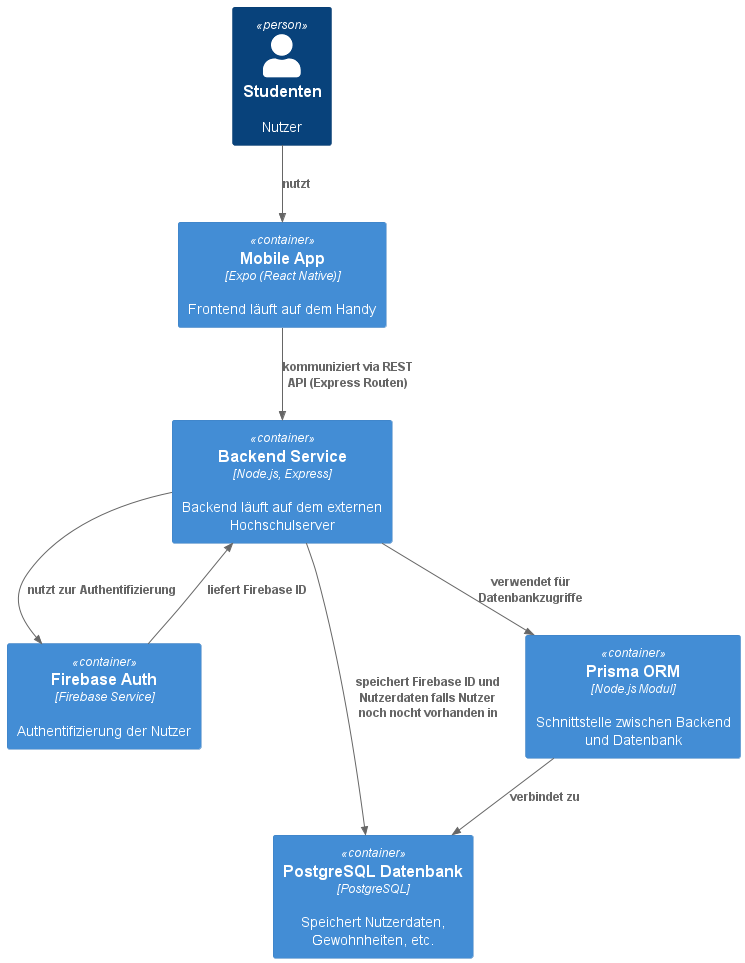 «person»
Studenten
Nutzer
nutzt
«container»
Mobile App
[Expo (React Native)]
Frontend läuft auf dem Handy
kommuniziert via REST
API (Express Routen)
«container»
Backend Service
[Node.js, Express]
Backend läuft auf dem externen
Hochschulserver
nutzt zur Authentifizierung
liefert Firebase ID
verwendet für
Datenbankzugriffe
«container»
Firebase Auth
[Firebase Service]
Authentifizierung der Nutzer
speichert Firebase ID und
Nutzerdaten falls Nutzer
noch nocht vorhanden in
«container»
Prisma ORM
[Node.js Modul]
Schnittstelle zwischen Backend
und Datenbank
verbindet zu
«container»
PostgreSQL Datenbank
[PostgreSQL]
Speichert Nutzerdaten,
Gewohnheiten, etc.